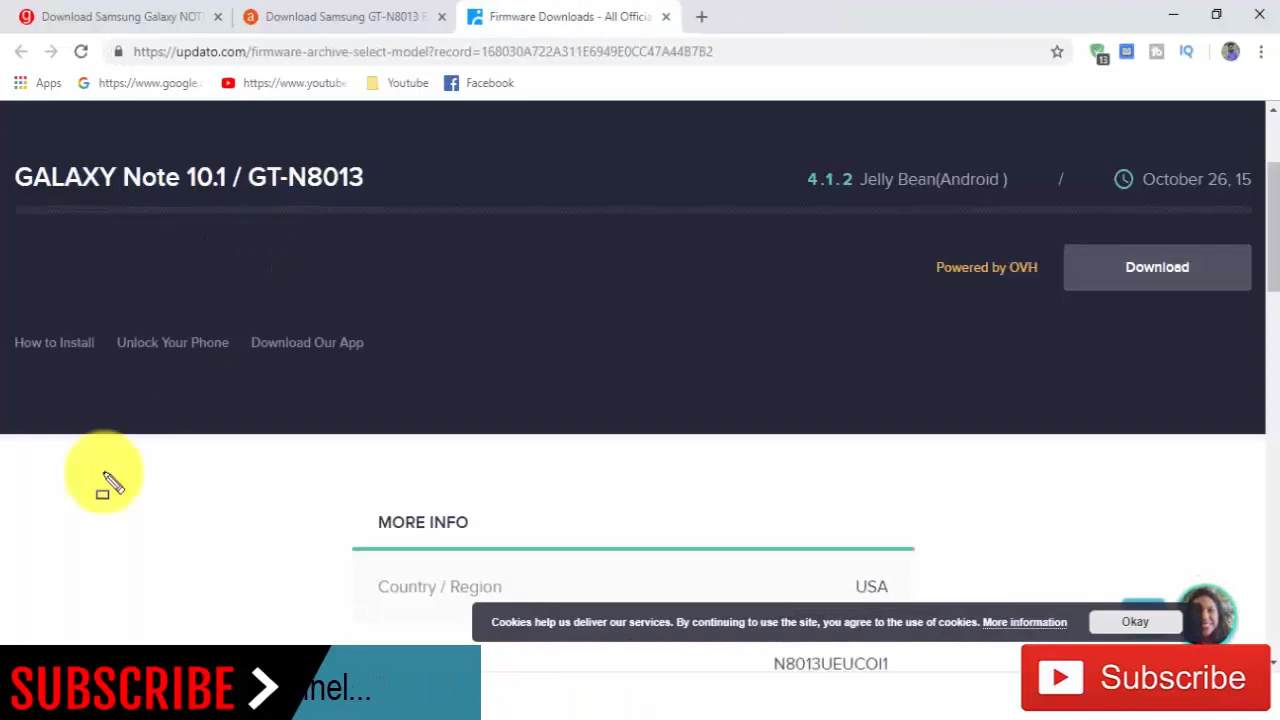 Download Samsung Galaxy NOT
Download Samsung GT-N8013
Firmware Downloads - All Officia
https://updato.com/firmware-archive-select-model?record=168030A722A311E6949E0CC47A44B7B2
13
Apps
https://www.google.
https://www.youtube
Youtube
Facebook
GALAXY Note 10.1 / GT-N8013
4.1.2 Jelly Bean(Android ) / October 26, 15
Powered by OVH
Download
How to Install Unlock Your Phone Download Our App
MORE INFO
Country / Region USA
Cookies help us deliver our services. By continuing to use the site, you agree to the use of cookies. More information
Okay
N8013UEUCOI1
SUBSCRIBE
nnel...
Subscribe